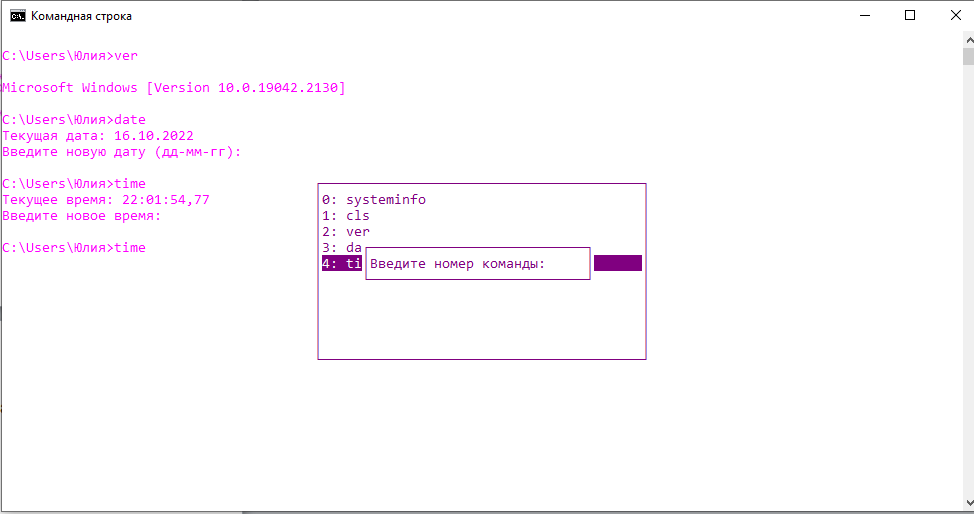 Командная строка
C:\Users\Юлия>ver
Microsoft Windows [Version 10.0.19042.2130]
C:\Users\Юлия>date
Текущая дата: 16.10.2022
Введите новую дату (дд-мм-гг):
C:\Users\Юлия>time
Текущее время: 22:01:54,77
Введите новое время:
C:\Users\Юлия>time
0: systeminfo
1: cls
2: ver
3: da
4: ti
Введите номер команды: